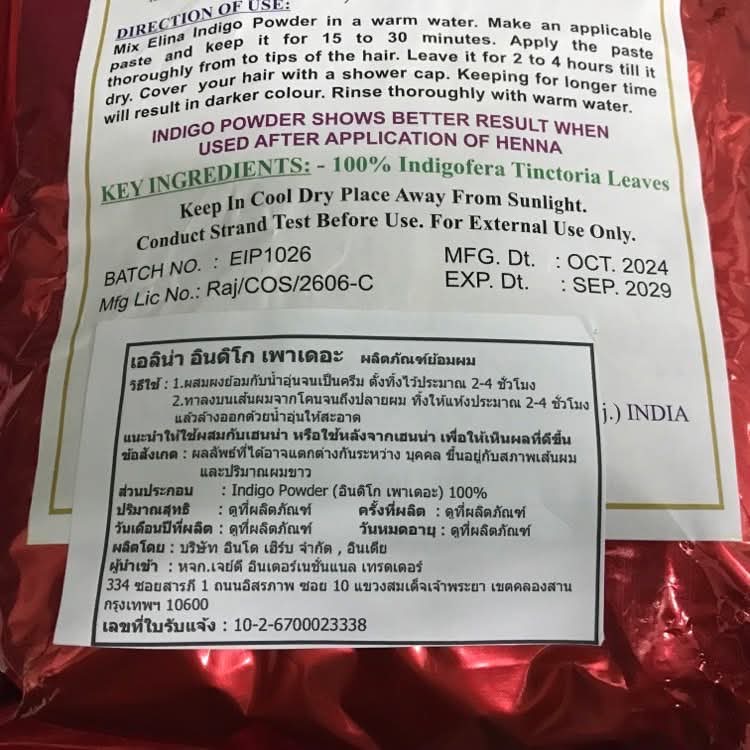 DIRECTION OF USE:
Mix Elina Indigo Powder in a warm water. Make an applicable
paste and keep it for 15 to 30 minutes. Apply the paste
thoroughly from to tips of the hair. Leave it for 2 to 4 hours till it
dry. Cover your hair with a shower cap. Keeping for longer time
will result in darker colour. Rinse thoroughly with warm water.
INDIGO POWDER SHOWS BETTER RESULT WHEN
USED AFTER APPLICATION OF HENNA
KEY INGREDIENTS: - 100% Indigofera Tinctoria Leaves
Keep In Cool Dry Place Away From Sunlight.
Conduct Strand Test Before Use. For External Use Only.
BATCH NO. : EIP1026 MFG. Dt. : OCT. 2024
Mfg Lic No.: Raj/COS/2606-C EXP. Dt. : SEP. 2029
j.) INDIA
เอลิน่า อินดิโก เพาเดอะ ผลิตภัณฑ์ย้อมผม
วิธีใช้ : 1.ผสมผงย้อมกับน้ำอุ่นจนเป็นครีม ตั้งทิ้งไว้ประมาณ 2-4 ชั่วโมง
2.ทาลงบนเส้นผมจากโคนจนถึงปลายผม ทิ้งให้แห้งประมาณ 2-4 ชั่วโมง
แล้วล้างออกด้วยน้ำอุ่นให้สะอาด
แนะนำให้ใช้ผสมกับเฮนน่า หรือใช้หลังจากเฮนน่า เพื่อให้เห็นผลที่ดีขึ้น
ข้อสังเกต : ผลลัพธ์ที่ได้อาจแตกต่างกันระหว่าง บุคคล ขึ้นอยู่กับสภาพเส้นผม
และปริมาณผมขาว
ส่วนประกอบ : Indigo Powder (อินดิโก เพาเดอะ) 100%
ปริมาณสุทธิ : ดูที่ผลิตภัณฑ์ ครั้งที่ผลิต : ดูที่ผลิตภัณฑ์
วันเดือนปีที่ผลิต : ดูที่ผลิตภัณฑ์ วันหมดอายุ : ดูที่ผลิตภัณฑ์
ผลิตโดย : บริษัท อินโด เฮิร์บ จำกัด , อินเดีย
ผู้นำเข้า : หจก.เจย์ดี อินเตอร์เนชั่นแนล เทรดเดอร์
334 ซอยสารภี 1 ถนนอิสรภาพ ซอย 10 แขวงสมเด็จเจ้าพระยา เขตคลองสาน
กรุงเทพฯ 10600
เลขที่ใบรับแจ้ง : 10-2-6700023338